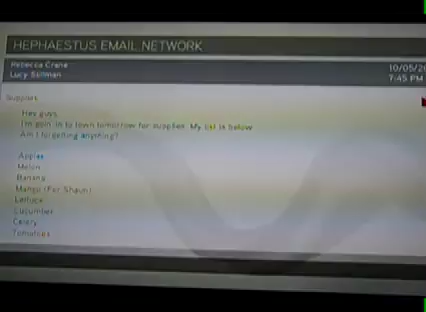 HEPHAESTUS EMAIL NETWORK
Rebecca Crane 10/05/20
Lucy Stillman 7:45 PM
Supplies
Hey guys,
I'm goin' in to town tomorrow for supplies. My list is below.
Am I forgetting anything?
Apples
Melon
Banana
Mango (For Shaun)
Lettuce
Cucumber
Celery
Tomatoes